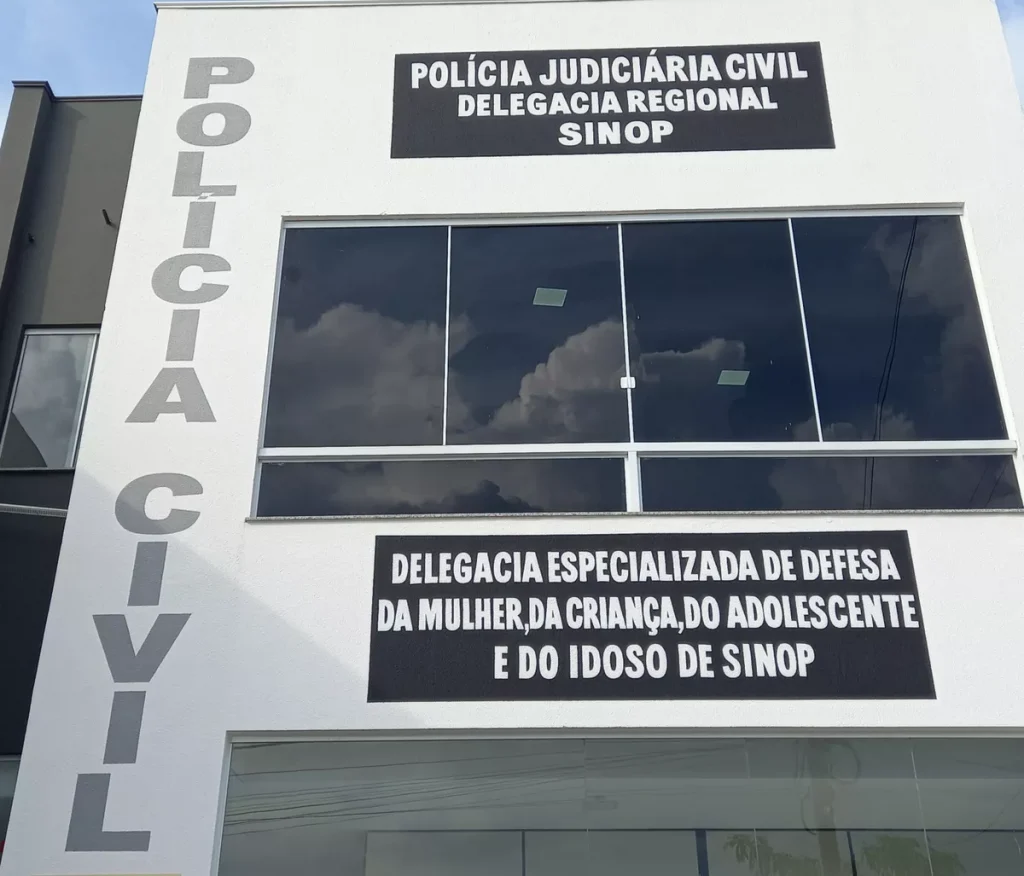 POLÍCIA CIVIL
POLÍCIA JUDICIÁRIA CIVIL
DELEGACIA REGIONAL
SINOP
DELEGACIA ESPECIALIZADA DE DEFESA
DA MULHER, DA CRIANÇA, DO ADOLESCENTE
E DO IDOSO DE SINOP